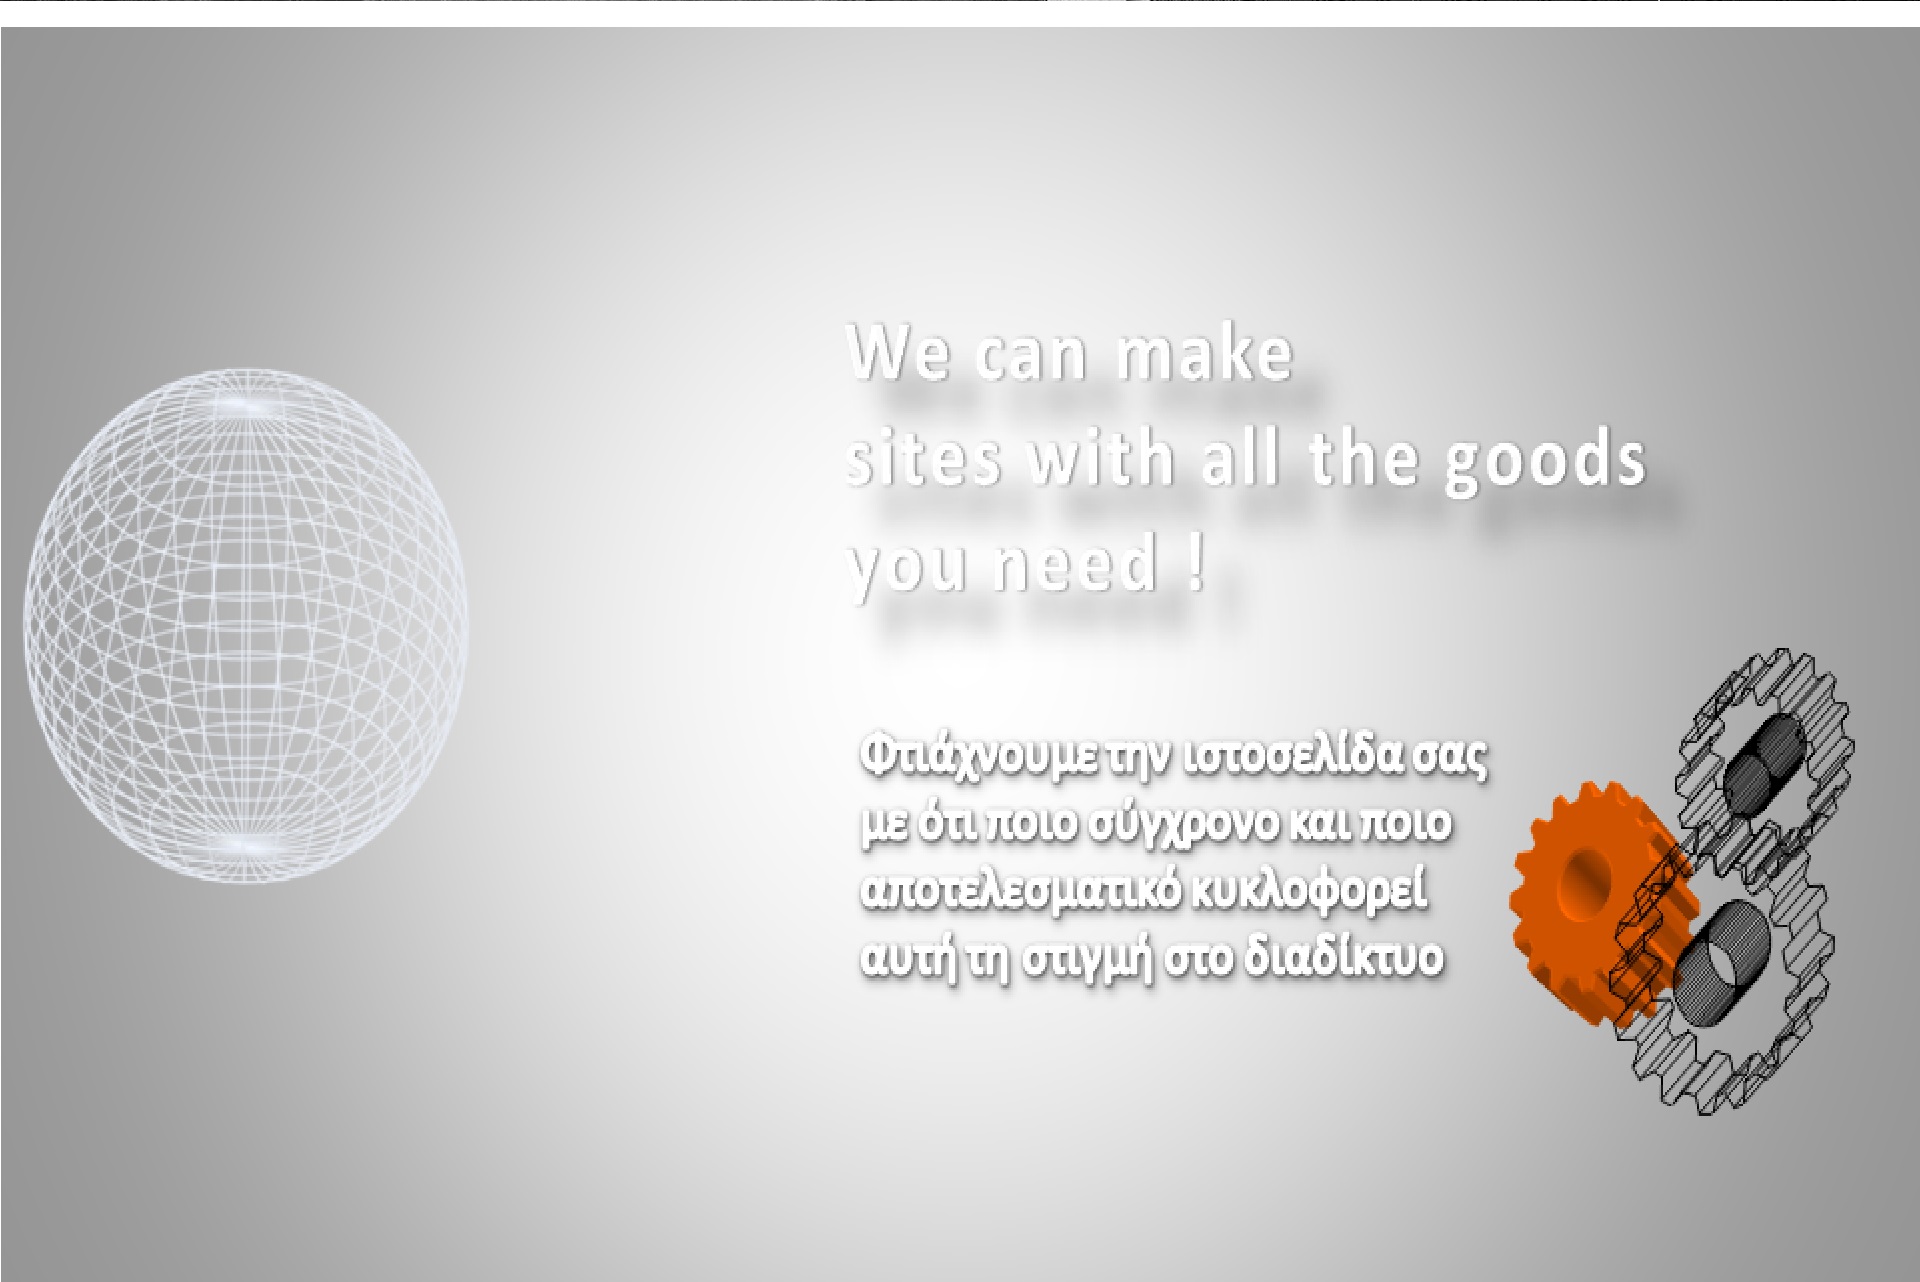 We can make
sites with all the goods
you need !
Φτιάχνουμε την ιστοσελίδα σας
με ότι ποιο σύγχρονο και ποιο
αποτελεσματικό κυκλοφορεί
αυτή τη στιγμή στο διαδίκτυο